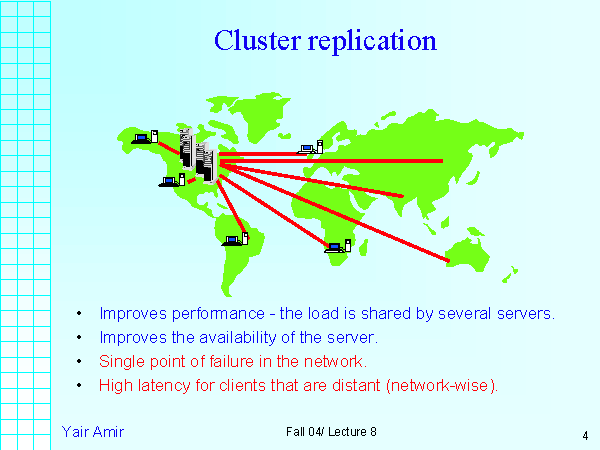 Cluster replication
• Improves performance - the load is shared by several servers.
• Improves the availability of the server.
• Single point of failure in the network.
• High latency for clients that are distant (network-wise).
Yair Amir Fall 04/ Lecture 8 4